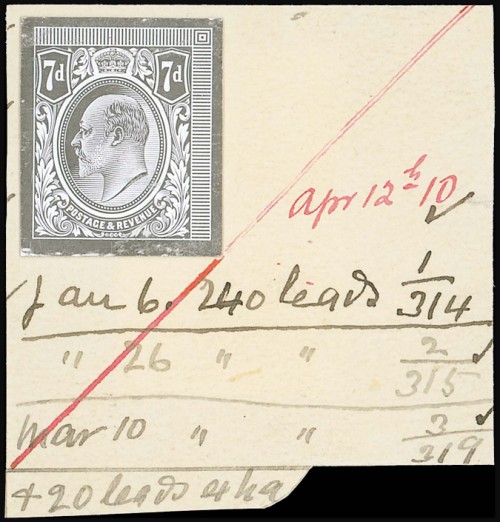 7d 7d
POSTAGE & REVENUE
Apr 12th 10
Jan 6. 240 leads 1/314
" 26 " " 2/315
Mar 10 " " 3/319
+ 20 leads extra